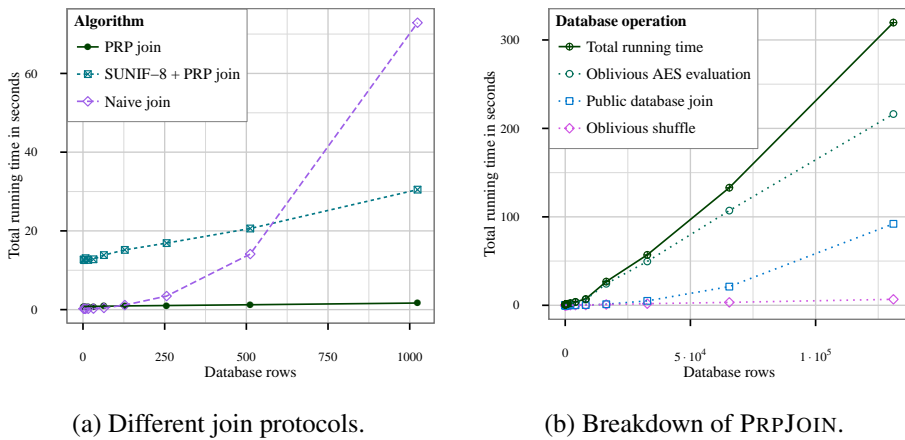 Algorithm
PRP join
SUNIF−8 + PRP join
Naive join
Total running time in seconds
60
40
20
0
0
250
500
750
1000
Database rows
(a) Different join protocols.
Database operation
Total running time
Oblivious AES evaluation
Public database join
Oblivious shuffle
Total running time in seconds
300
200
100
0
0
5 · 10^4
1 · 10^5
Database rows
(b) Breakdown of PRPJOIN.